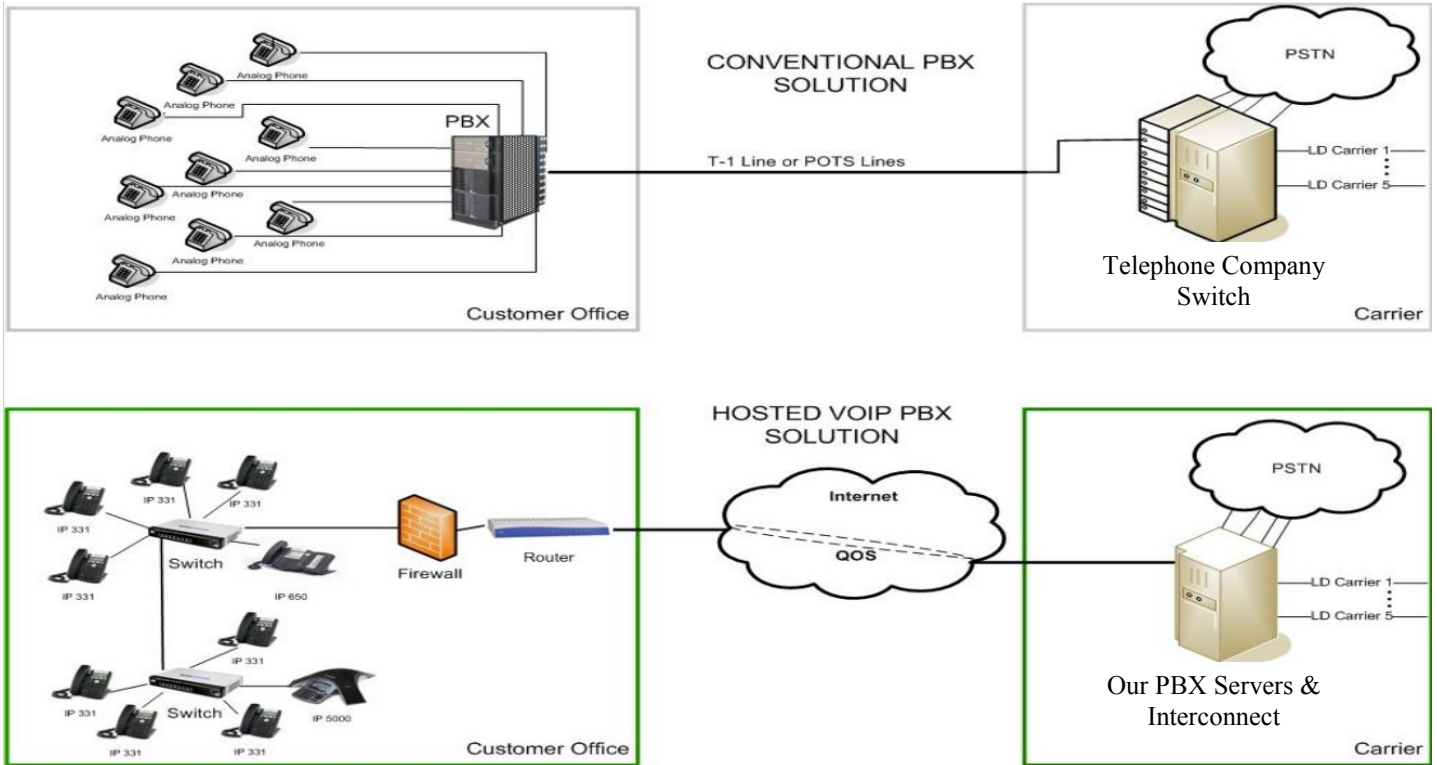 CONVENTIONAL PBX
SOLUTION
Analog Phone
Analog Phone
Analog Phone
Analog Phone
Analog Phone
Analog Phone
Analog Phone
Analog Phone
Analog Phone
PBX
Customer Office
T-1 Line or POTS Lines
PSTN
LD Carrier 1
LD Carrier 5
Telephone Company
Switch
Carrier
HOSTED VOIP PBX
SOLUTION
IP 331
IP 331
IP 331
IP 331
Switch
IP 650
Firewall
Router
IP 331
IP 331
Switch
IP 5000
IP 331
IP 331
Customer Office
Internet
QOS
PSTN
LD Carrier 1
LD Carrier 5
Our PBX Servers &
Interconnect
Carrier